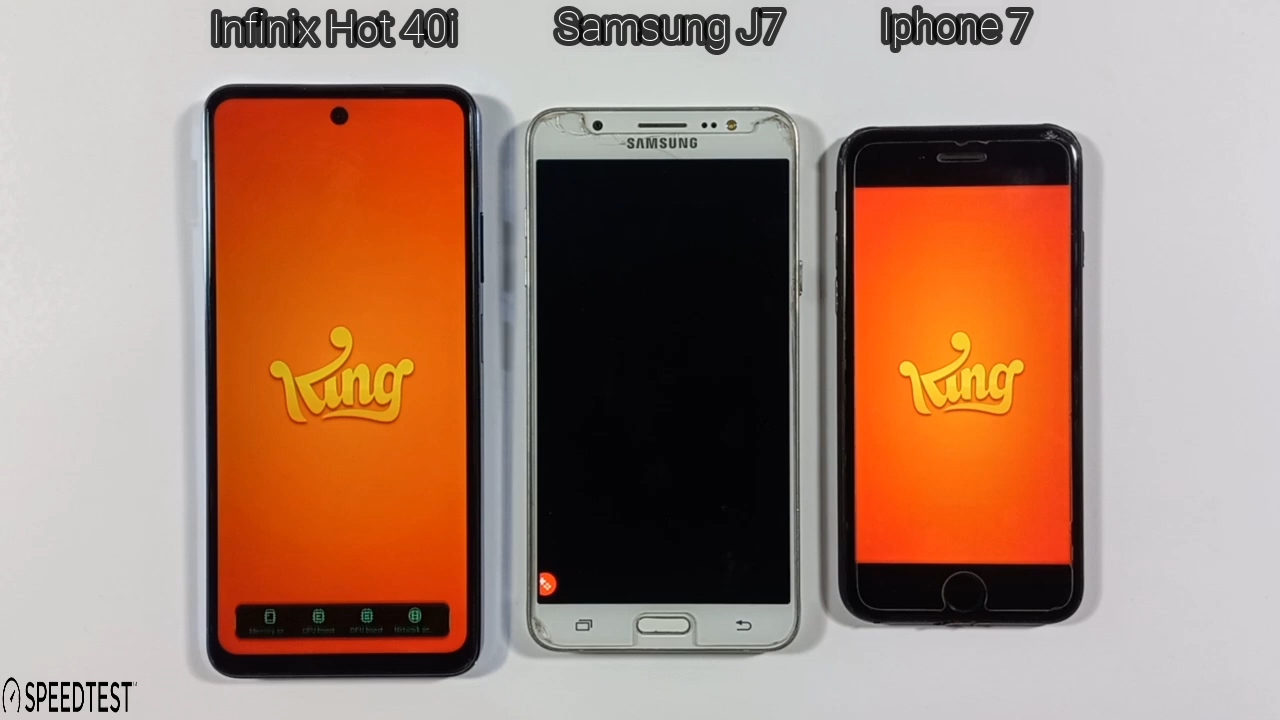 Infinix Hot 40i
Samsung J7
Iphone 7
SAMSUNG
King
King
SPEEDTEST